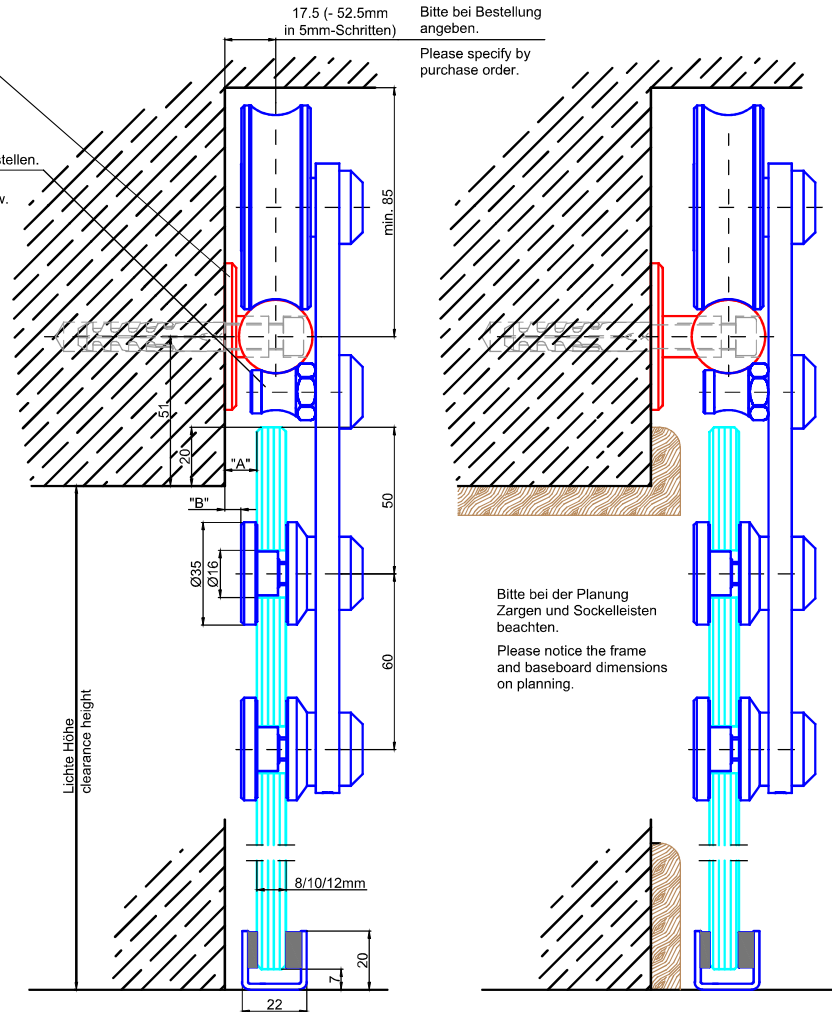 17.5 (- 52.5mm
in 5mm-Schritten)
Bitte bei Bestellung
angeben.
Please specify by
purchase order.
stellen.
w.
min. 85
51
20
"A"
"B"
50
Ø35
Ø16
60
Bitte bei der Planung
Zargen und Sockelleisten
beachten.
Please notice the frame
and baseboard dimensions
on planning.
Lichte Höhe
clearance height
8/10/12mm
20
7
22